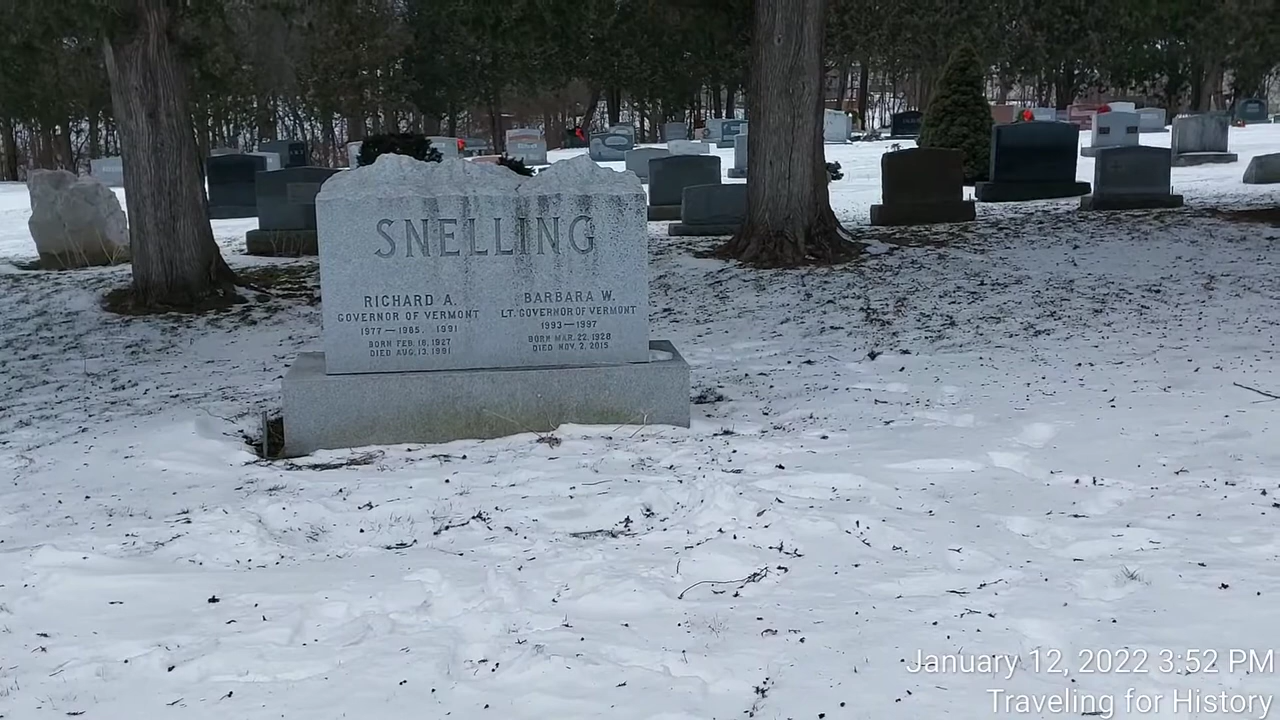 SNELLING
RICHARD A.
GOVERNOR OF VERMONT
1977 — 1985. 1991
BORN FEB. 18, 1927
DIED AUG. 13, 1991
BARBARA W.
LT. GOVERNOR OF VERMONT
1993 — 1997
BORN MAR. 22, 1928
DIED NOV. 2, 2015
January 12, 2022 3:52 PM
Traveling for History